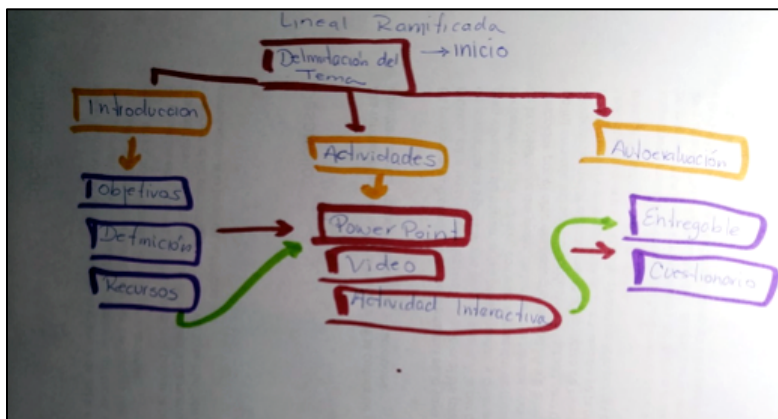 Lineal Ramificada
Delimitación del → inicio
Tema
Introducción
Actividades
Autoevaluación
Objetivos
Definición
Recursos
Power Point
Video
Actividad Interactiva
Entregable
Cuestionario